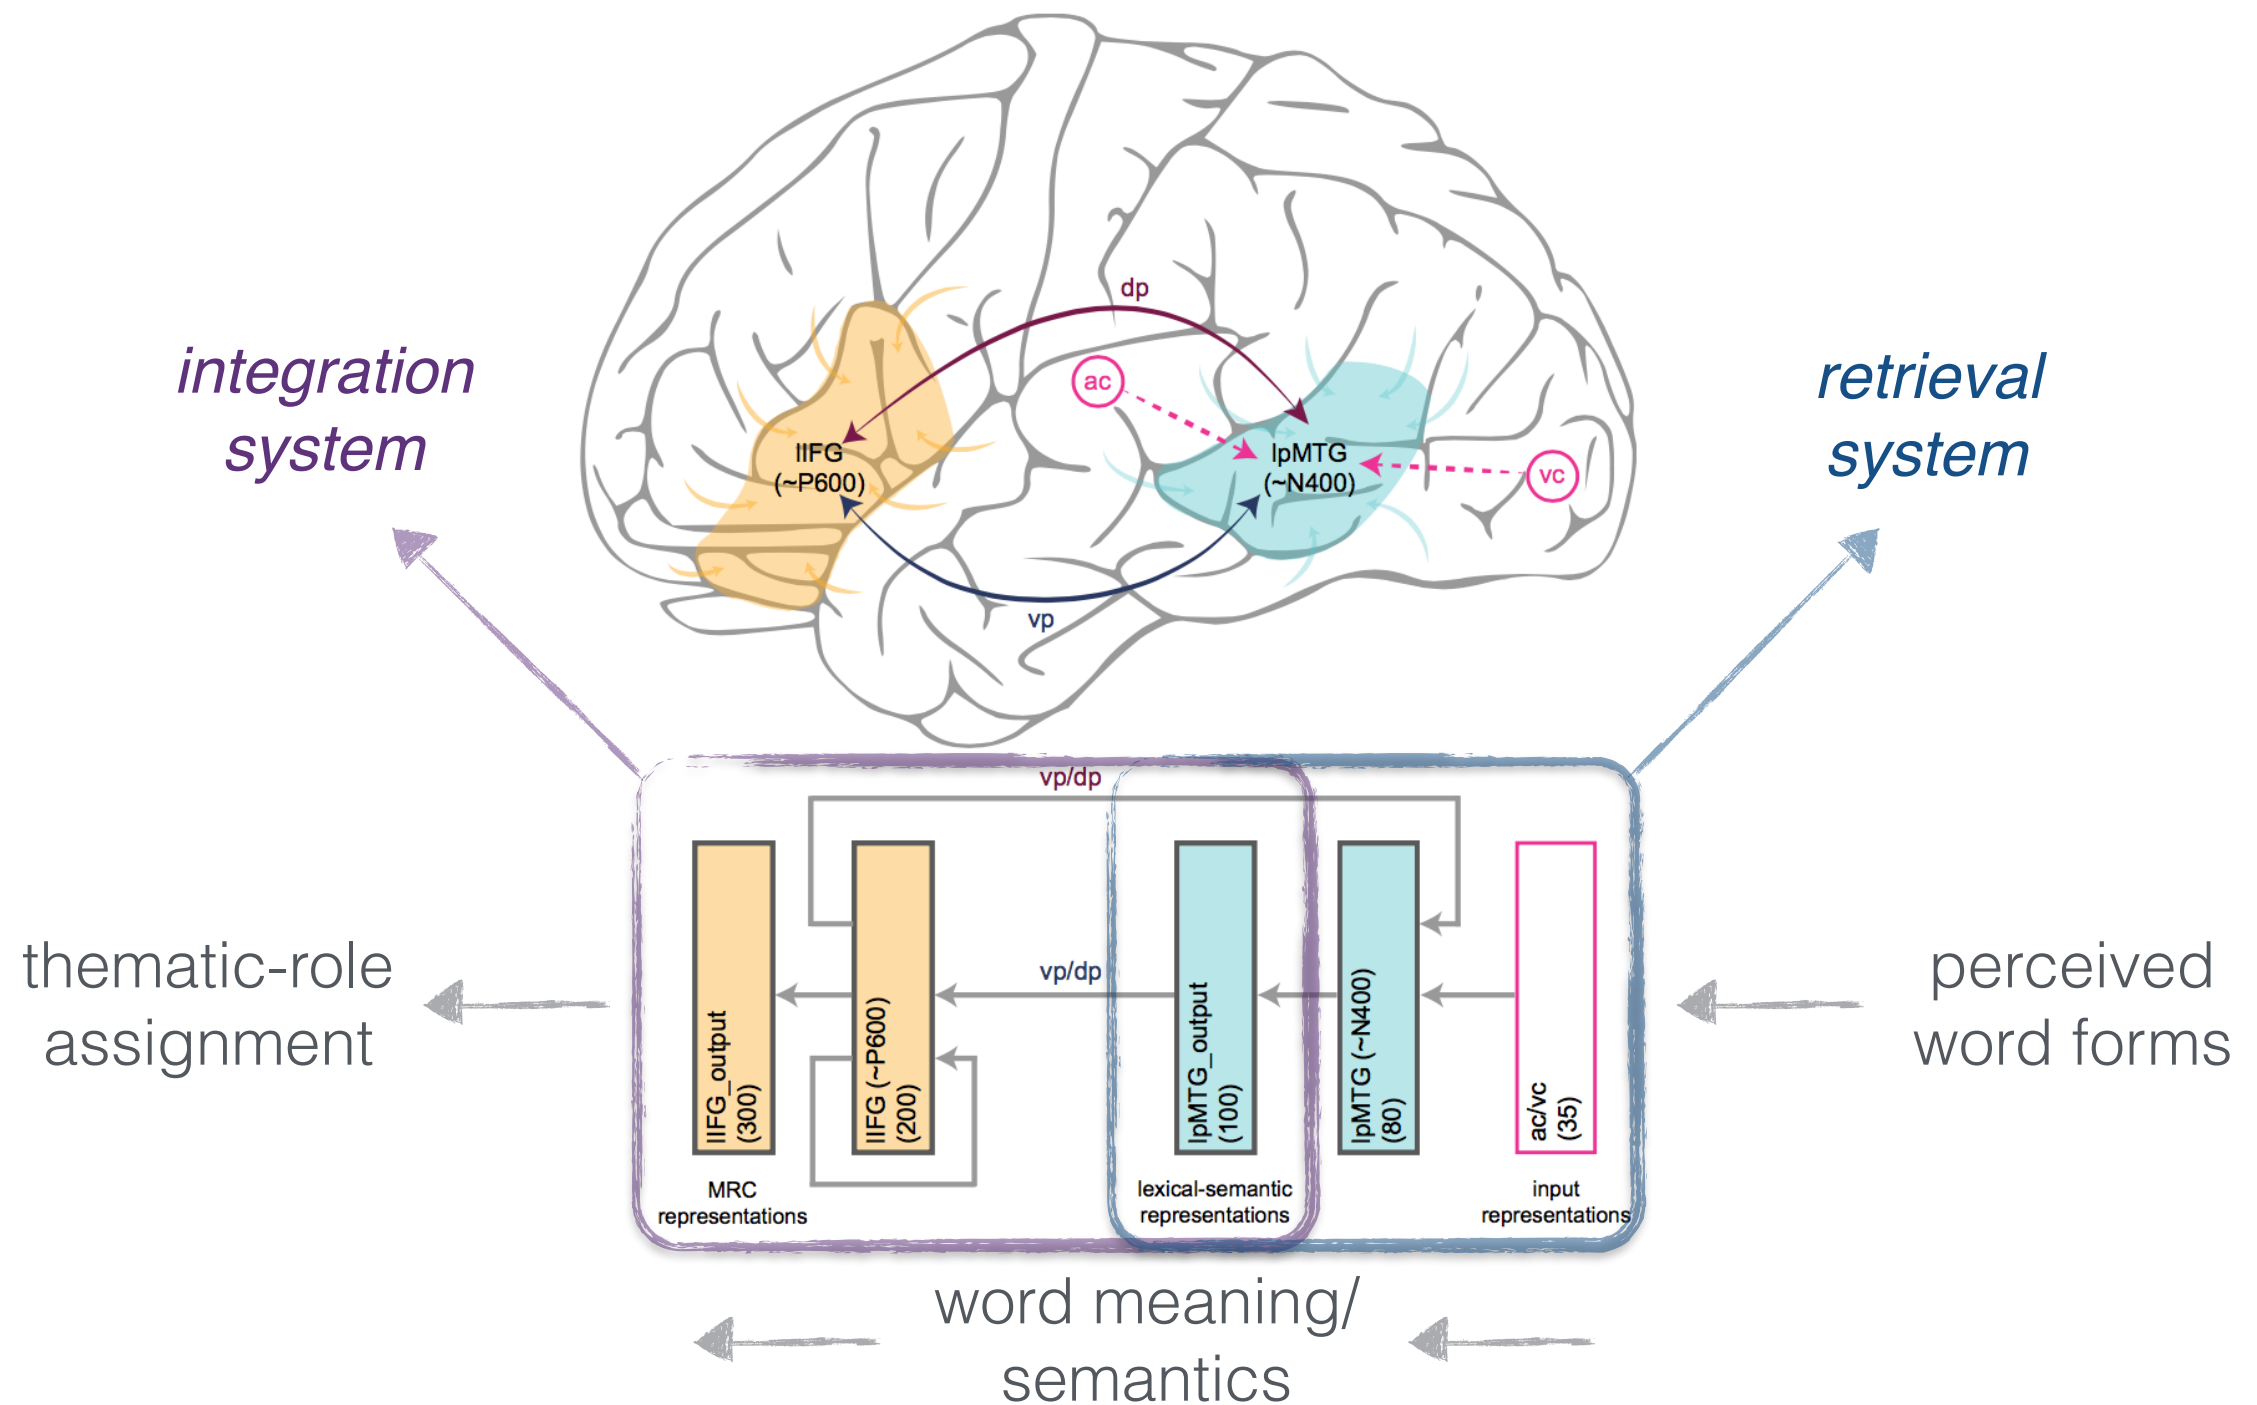 dp
integration
system
retrieval
system
ac
lIFG
(~P600)
lpMTG
(~N400)
vc
vp
vp/dp
vp/dp
thematic-role
assignment
perceived
word forms
lIFG_output
(300)
lIFG (~P600)
(200)
lpMTG_output
(100)
lpMTG (~N400)
(80)
ac/vc
(35)
MRC
representations
lexical-semantic
representations
input
representations
word meaning/
semantics